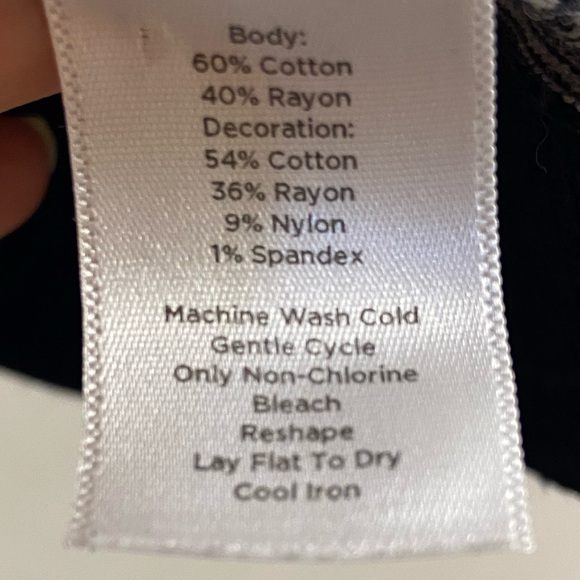 Body:
60% Cotton
40% Rayon
Decoration:
54% Cotton
36% Rayon
9% Nylon
1% Spandex
Machine Wash Cold
Gentle Cycle
Only Non-Chlorine
Bleach
Reshape
Lay Flat To Dry
Cool Iron